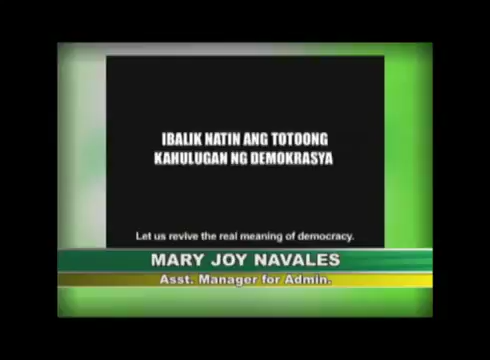 IBALIK NATIN ANG TOTOONG
KAHULUGAN NG DEMOKRASYA
Let us revive the real meaning of democracy.
MARY JOY NAVALES
Asst. Manager for Admin.